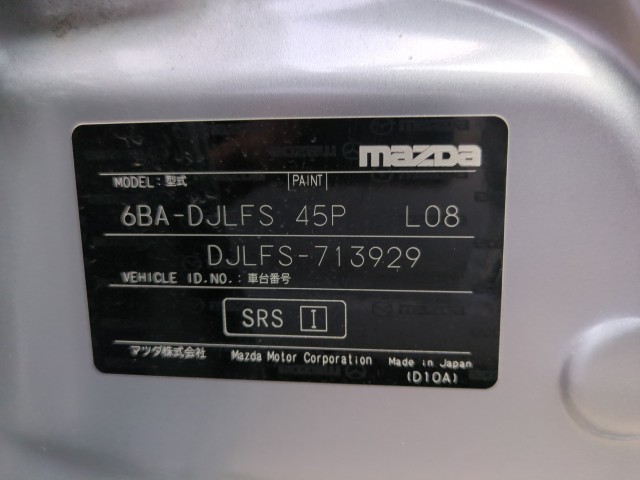 mazda
MODEL: 型式 |PAINT|
6BA-DJLFS 45P L08
DJLFS-713929
VEHICLE ID.NO.: 車台番号
SRS I
マツダ株式会社 Mazda Motor Corporation Made in Japan
(D10A)